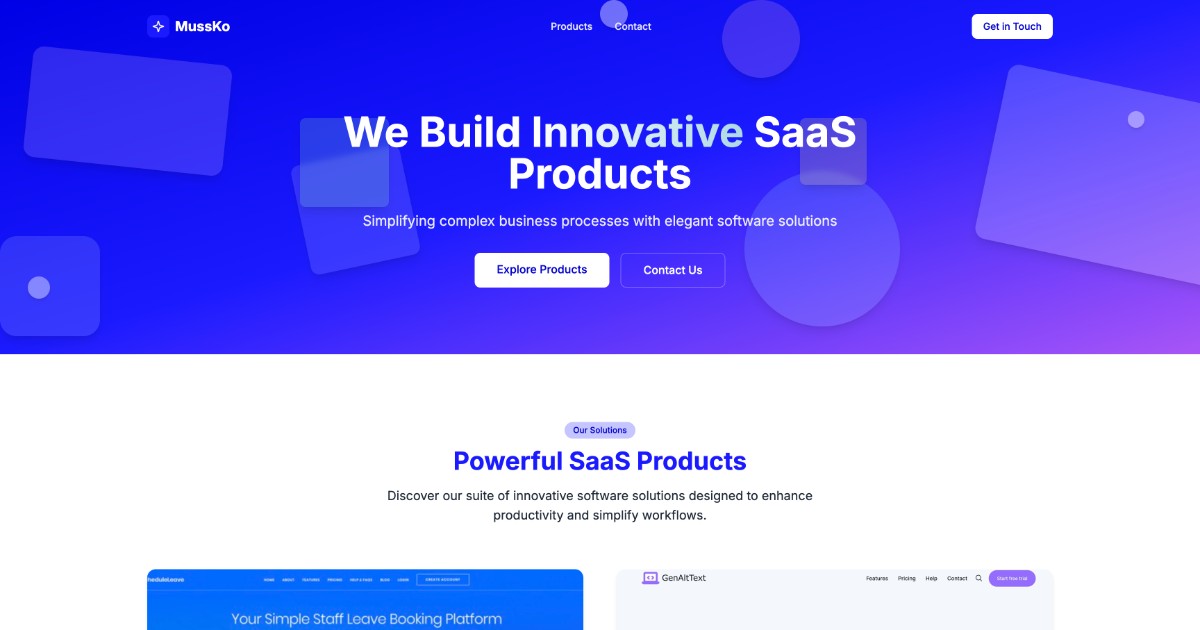 MussKo
Products
Contact
Get in Touch
We Build Innovative SaaS
Products
Simplifying complex business processes with elegant software solutions
Explore Products
Contact Us
Our Solutions
Powerful SaaS Products
Discover our suite of innovative software solutions designed to enhance
productivity and simplify workflows.
heduleLeave
HOME
ABOUT
FEATURES
PRICING
HELP & FAQS
BLOG
LOGIN
CREATE ACCOUNT
Your Simple Staff Leave Booking Platform
GenAltText
Features
Pricing
Help
Contact
Start free trial